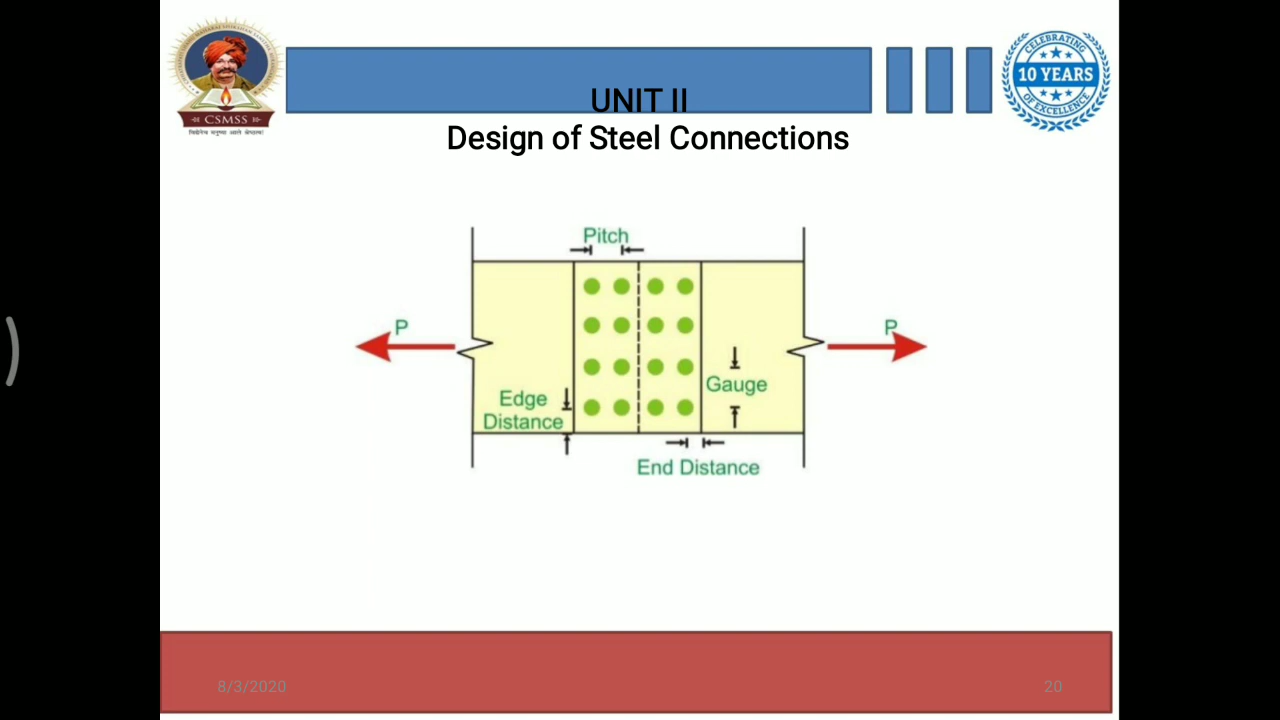 CSMSS
CELEBRATING
10 YEARS
OF EXCELLENCE
UNIT II
Design of Steel Connections
Pitch
P
P
Gauge
Edge
Distance
End Distance
8/3/2020
20